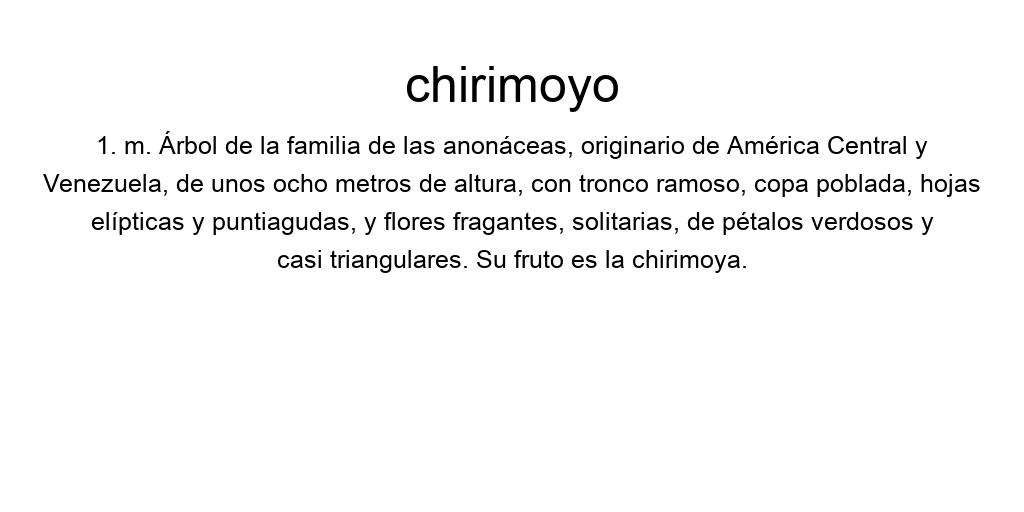 chirimoyo
1. m. Árbol de la familia de las anonáceas, originario de América Central y
Venezuela, de unos ocho metros de altura, con tronco ramoso, copa poblada, hojas
elípticas y puntiagudas, y flores fragantes, solitarias, de pétalos verdosos y
casi triangulares. Su fruto es la chirimoya.